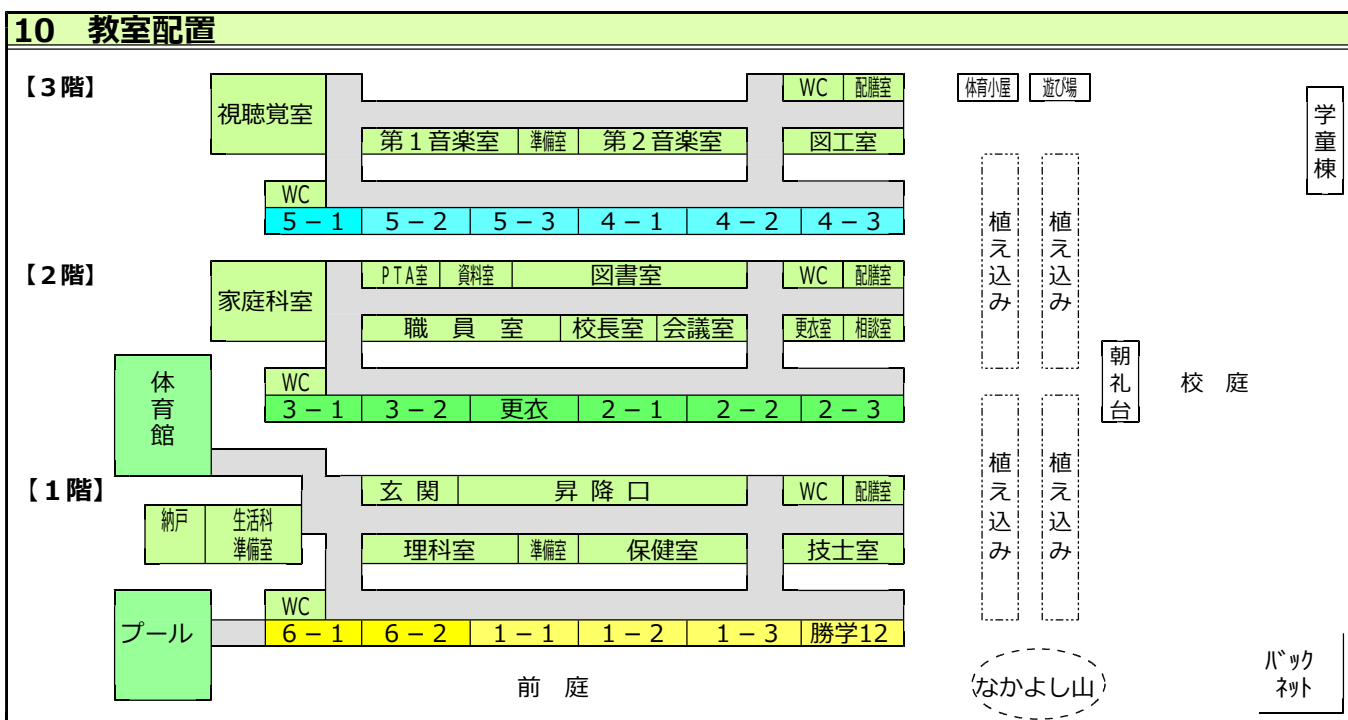 10　教室配置
【３階】
体育小屋　遊び場
WC　配膳室
視聴覚室
第１音楽室　準備室　第２音楽室　図工室
学童棟
WC
５－１　５－２　５－３　４－１　４－２　４－３
植え込み　植え込み
【２階】
ＰＴＡ室　資料室　図書室　WC　配膳室
家庭科室
職　員　室　校長室　会議室　更衣室　相談室
体育館
WC
３－１　３－２　更衣　２－１　２－２　２－３
朝礼台
校　庭
【１階】
玄 関　昇 降 口　WC　配膳室
植え込み　植え込み
納戸　生活科準備室
理科室　準備室　保健室　技士室
WC
プール
６－１　６－２　１－１　１－２　１－３　勝学12
前　庭
なかよし山
ﾊﾞｯｸ
ﾈｯﾄ